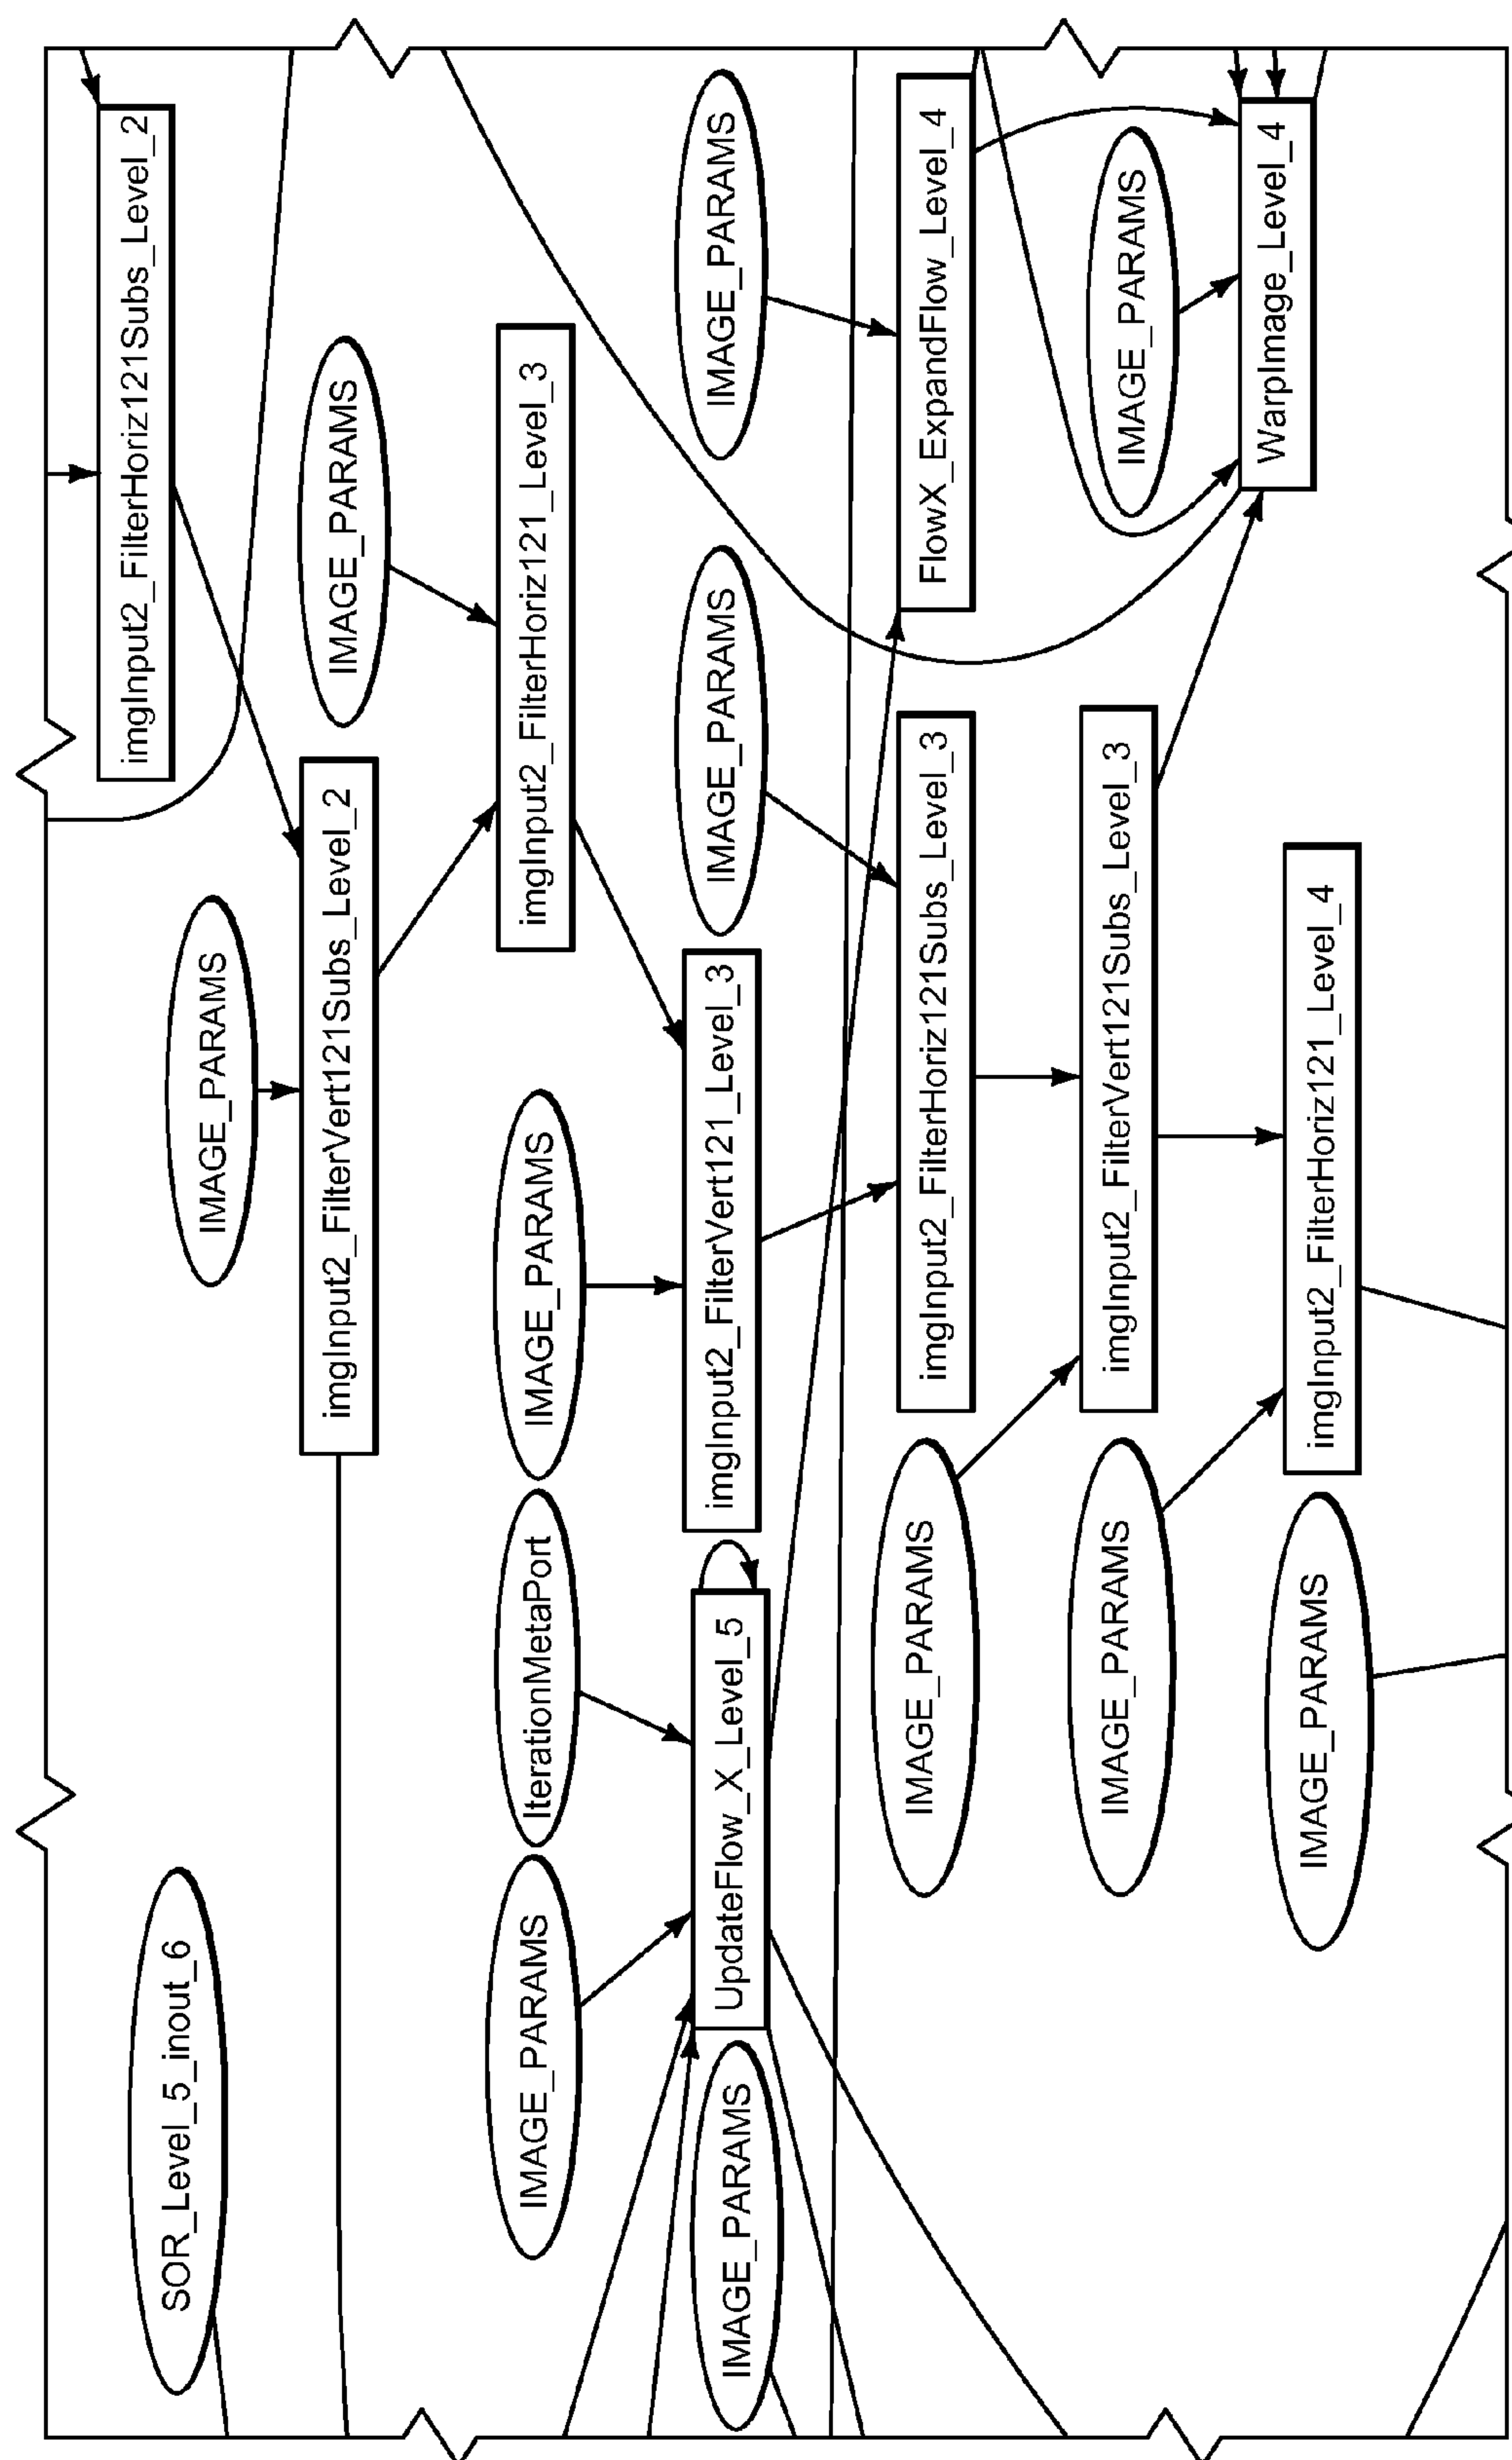 imgInput2_FilterHoriz121Subs_Level_2
SOR_Level_5_inout_6
IMAGE_PARAMS
imgInput2_FilterVert121Subs_Level_2
IMAGE_PARAMS
IMAGE_PARAMS
IterationMetaPort
IMAGE_PARAMS
imgInput2_FilterHoriz121_Level_3
IMAGE_PARAMS
UpdateFlow_X_Level_5
imgInput2_FilterVert121_Level_3
IMAGE_PARAMS
IMAGE_PARAMS
IMAGE_PARAMS
imgInput2_FilterHoriz121Subs_Level_3
FlowX_ExpandFlow_Level_4
IMAGE_PARAMS
imgInput2_FilterVert121Subs_Level_3
IMAGE_PARAMS
IMAGE_PARAMS
imgInput2_FilterHoriz121_Level_4
WarpImage_Level_4